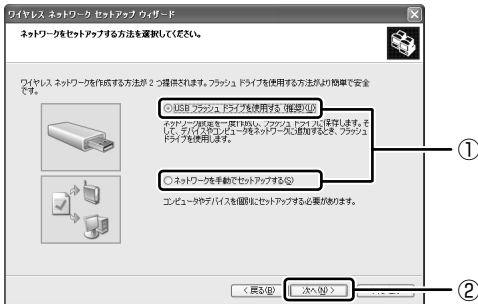 ワイヤレス ネットワーク セットアップ ウィザード
ネットワークをセットアップする方法を選択してください。
ワイヤレス ネットワークを作成する方法が 2 つ提供されます。フラッシュ ドライブを使用する方法がより簡単で安全
です。
USB フラッシュ ドライブを使用する (推奨)(U)
ネットワーク設定を一度作成し、フラッシュ ドライブに保存します。そ
して、デバイスやコンピュータをネットワークに追加するとき、フラッシュ
ドライブを使用します。
①
ネットワークを手動でセットアップする(S)
コンピュータやデバイスを個別にセットアップする必要があります。
< 戻る(B) 次へ(N) >
②